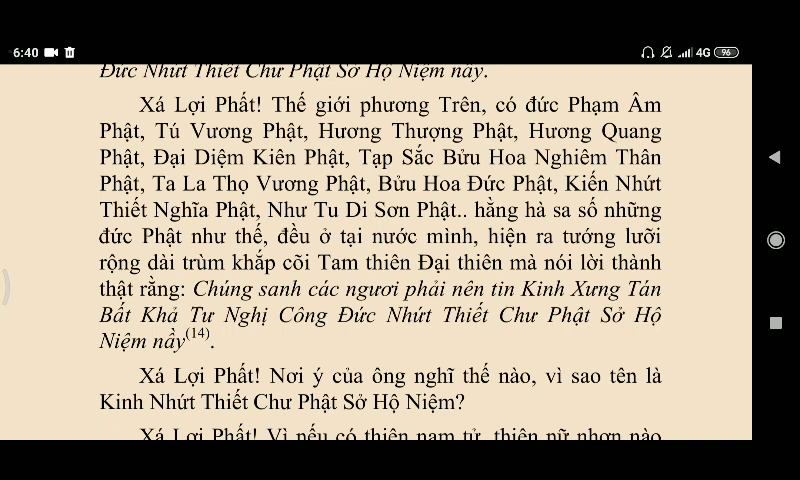 6:40
4G
96
Đức Nhứt Thiết Chư Phật Sở Hộ Niệm nầy.
Xá Lợi Phất! Thế giới phương Trên, có đức Phạm Âm
Phật, Tú Vương Phật, Hương Thượng Phật, Hương Quang
Phật, Đại Diệm Kiên Phật, Tạp Sắc Bửu Hoa Nghiêm Thân
Phật, Ta La Thọ Vương Phật, Bửu Hoa Đức Phật, Kiến Nhứt
Thiết Nghĩa Phật, Như Tu Di Sơn Phật.. hằng hà sa số những
đức Phật như thế, đều ở tại nước mình, hiện ra tướng lưỡi
rộng dài trùm khắp cõi Tam thiên Đại thiên mà nói lời thành
thật rằng: Chúng sanh các ngươi phải nên tin Kinh Xưng Tán
Bất Khả Tư Nghị Công Đức Nhứt Thiết Chư Phật Sở Hộ
Niệm nầy(14).
Xá Lợi Phất! Nơi ý của ông nghĩ thế nào, vì sao tên là
Kinh Nhứt Thiết Chư Phật Sở Hộ Niệm?
Xá Lợi Phất! Vì nếu có thiện nam tử, thiện nữ nhơn nào